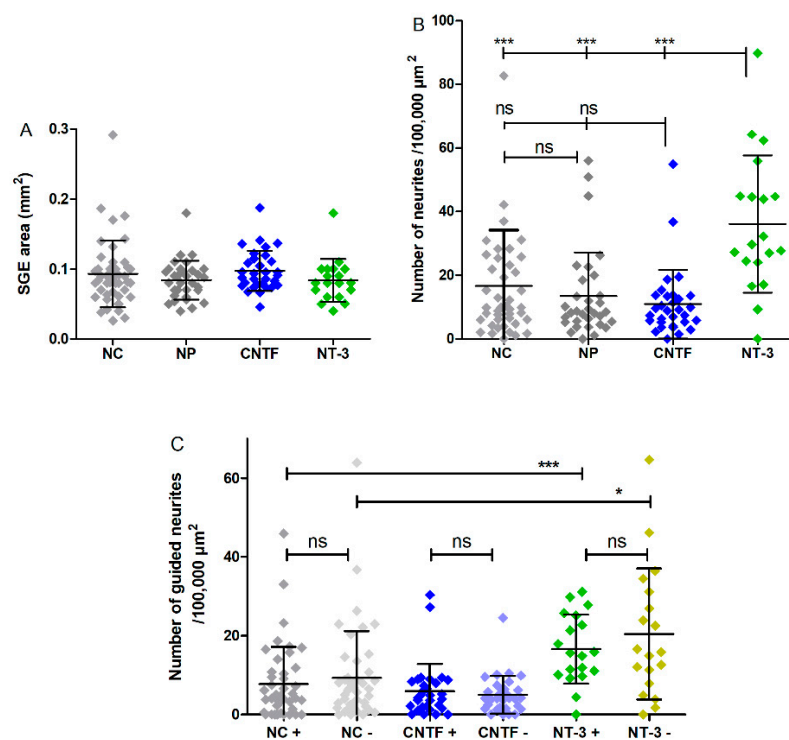 A
SGE area (mm²)
0.3
0.2
0.1
0.0
NC NP CNTF NT-3
B
Number of neurites /100,000 µm²
100
80
60
40
20
0
*** *** ***
ns ns
ns
NC NP CNTF NT-3
C
Number of guided neurites
/100,000 µm²
60
40
20
0
***
*
ns ns ns
NC + NC - CNTF + CNTF - NT-3 + NT-3 -